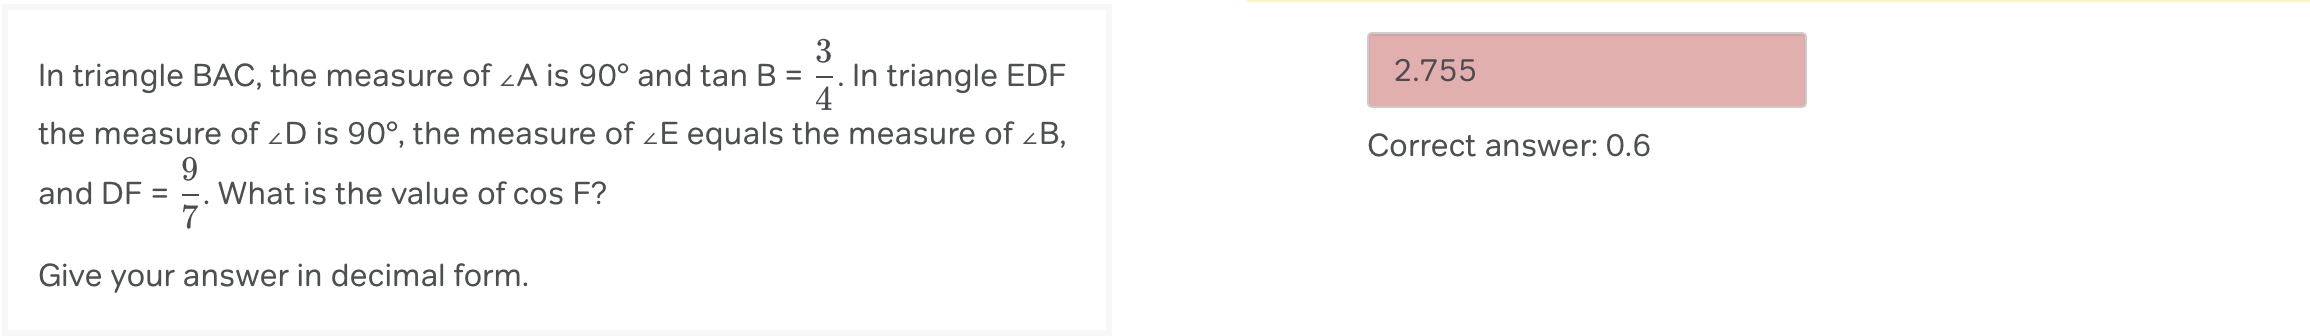 In triangle BAC, the measure of ∠A is 90° and tan B = 3/4. In triangle EDF
the measure of ∠D is 90°, the measure of ∠E equals the measure of ∠B,
and DF = 9/7. What is the value of cos F?
Give your answer in decimal form.
2.755
Correct answer: 0.6